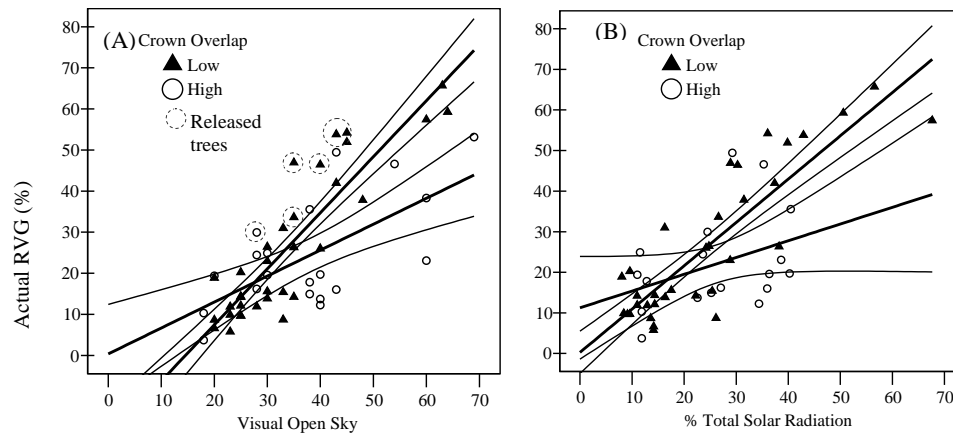 (A)
Crown Overlap
Low
High
Released
trees
80
70
60
50
40
30
20
10
0
Actual RVG (%)
0 10 20 30 40 50 60 70
Visual Open Sky
(B)
Crown Overlap
Low
High
80
70
60
50
40
30
20
10
0
0 10 20 30 40 50 60 70
% Total Solar Radiation